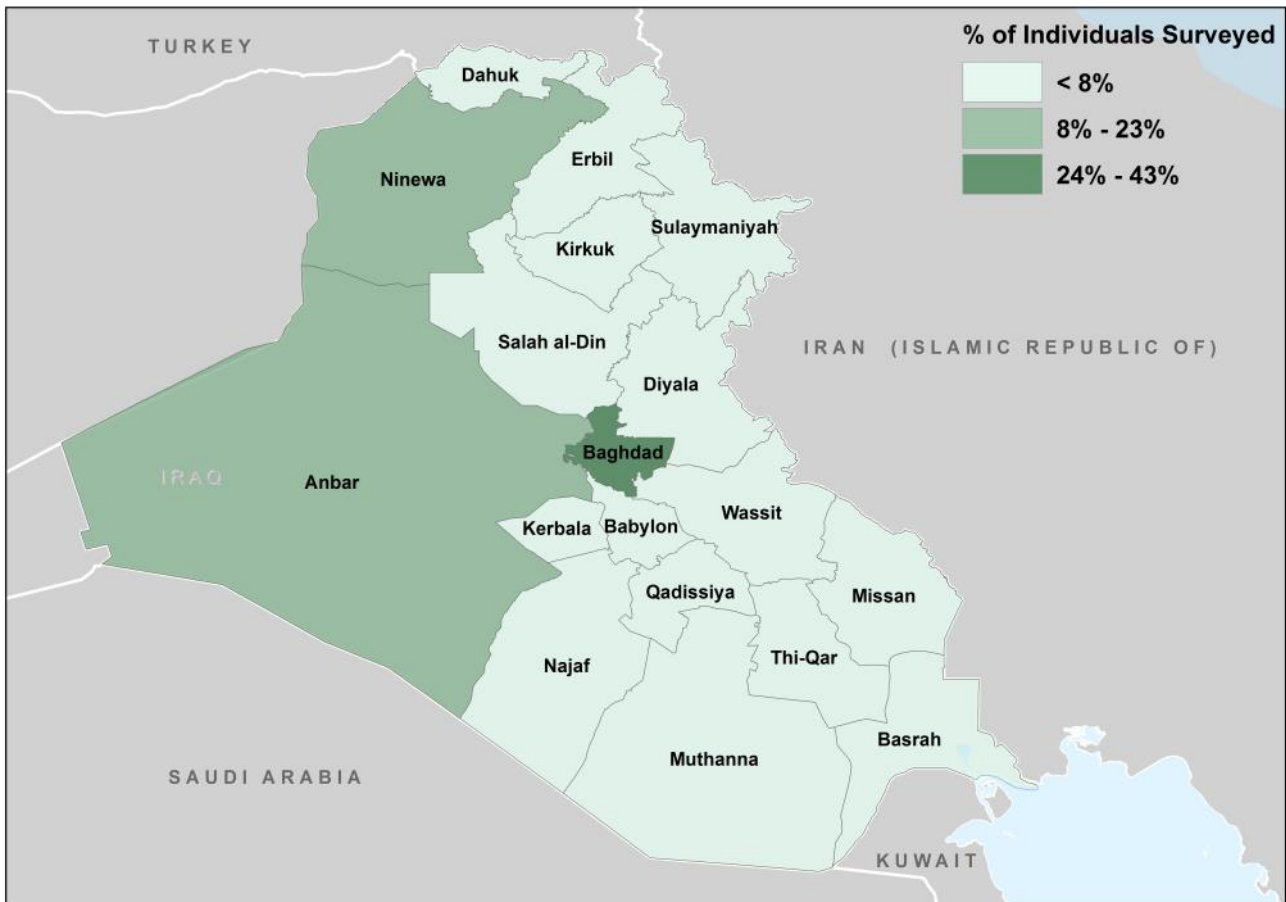 % of Individuals Surveyed
< 8%
8% - 23%
24% - 43%
TURKEY
Dahuk
Ninewa
Erbil
Sulaymaniyah
Kirkuk
Salah al-Din
IRAN (ISLAMIC REPUBLIC OF)
Diyala
Baghdad
IRAQ
Anbar
Wassit
Kerbala
Babylon
Qadissiya
Missan
Najaf
Thi-Qar
Basrah
Muthanna
SAUDI ARABIA
KUWAIT